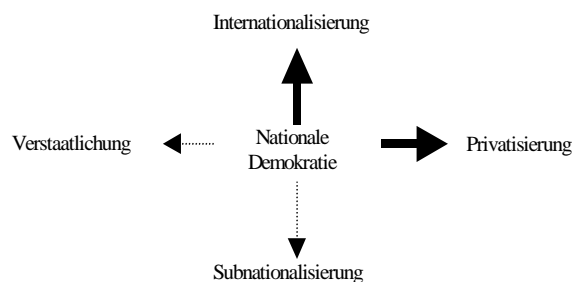 Internationalisierung
Verstaatlichung
Nationale
Demokratie
Privatisierung
Subnationalisierung